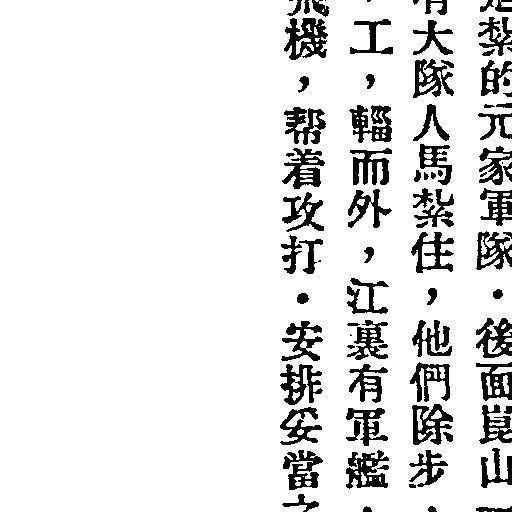 紮的元家軍隊·後面崑山
有大隊人馬紮住，他們除步，
，工，輜而外，江裏有軍艦，
飛機，帮着攻打·安排妥當之